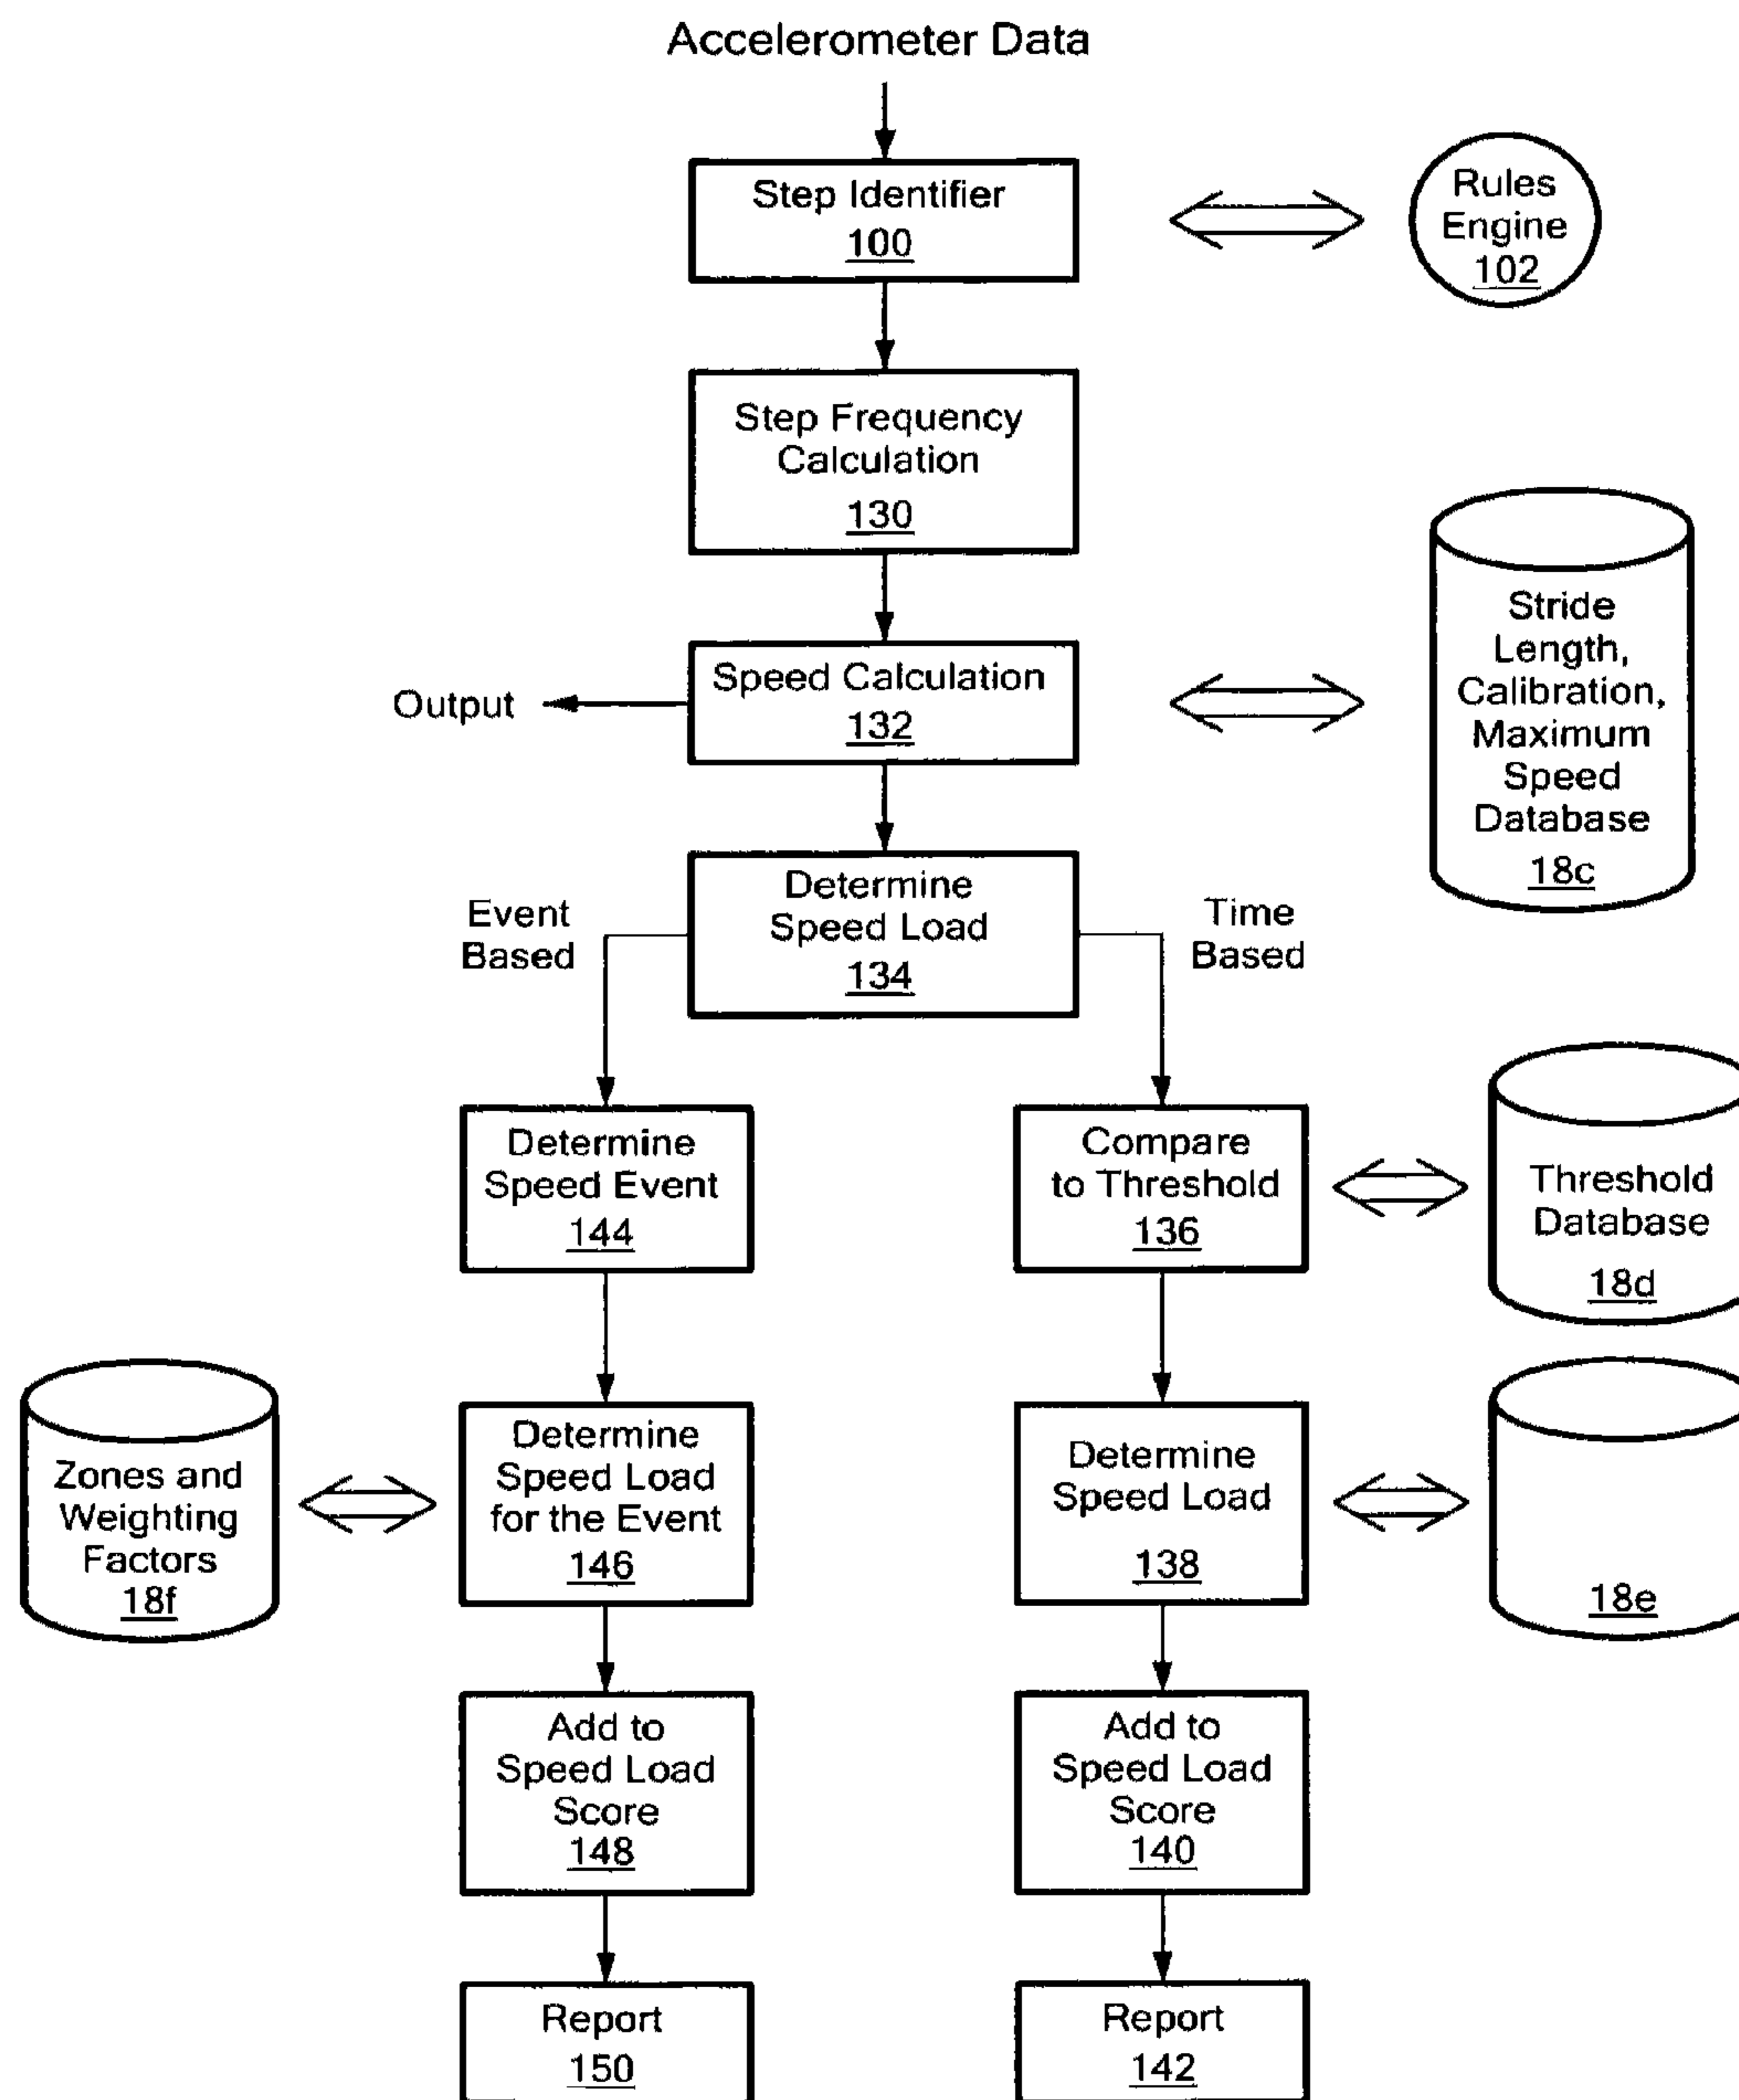 Accelerometer Data
Step Identifier
100
Rules
Engine
102
Step Frequency
Calculation
130
Speed Calculation
132
Output
Stride
Length,
Calibration,
Maximum
Speed
Database
18c
Determine
Speed Load
134
Event
Based
Time
Based
Determine
Speed Event
144
Compare
to Threshold
136
Threshold
Database
18d
Zones and
Weighting
Factors
18f
Determine
Speed Load
for the Event
146
Determine
Speed Load
138
18e
Add to
Speed Load
Score
148
Add to
Speed Load
Score
140
Report
150
Report
142